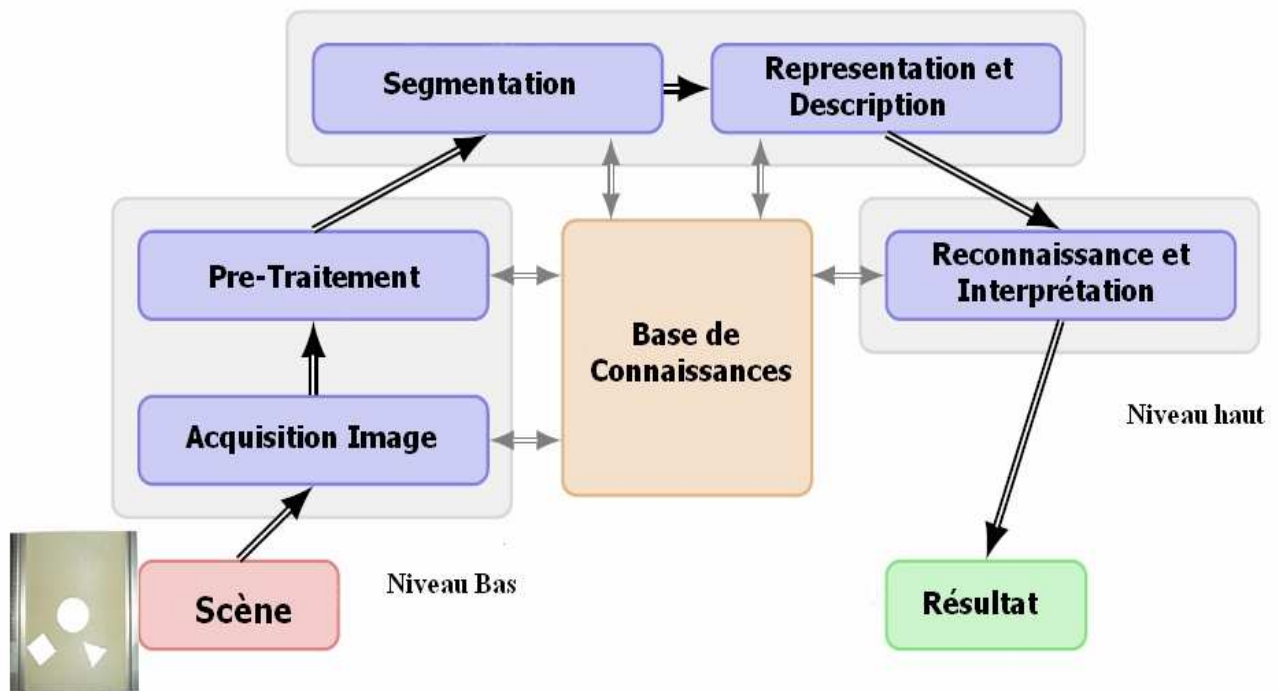 Segmentation
Representation et
Description
Pre-Traitement
Reconnaissance et
Interprétation
Base de
Connaissances
Acquisition Image
Niveau haut
Niveau Bas
Scène
Résultat